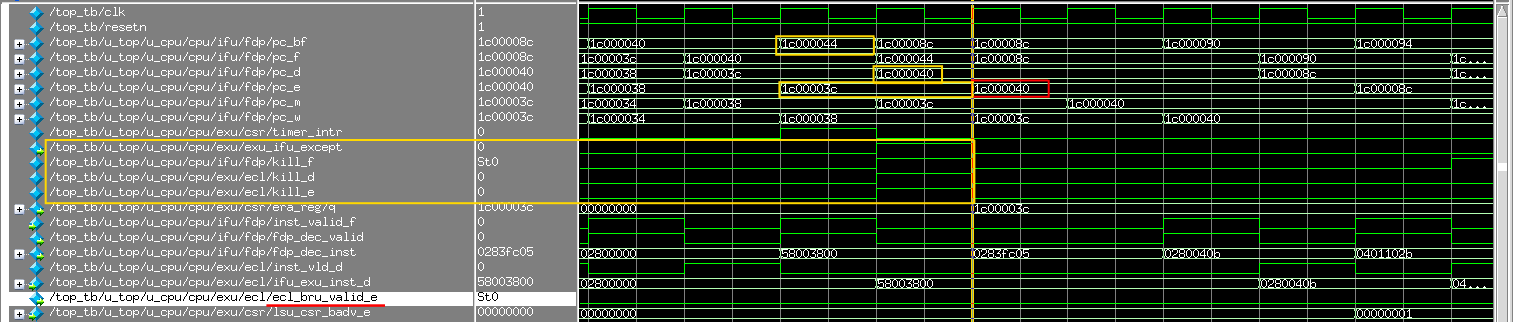 /top_tb/clk 1
/top_tb/resetn 1
/top_tb/u_top/u_cpu/cpu/ifu/fdp/pc_bf 1c00008c 1c000040 1c000044 1c00008c 1c00008c 1c000090 1c000094
/top_tb/u_top/u_cpu/cpu/ifu/fdp/pc_f 1c00008c 1c00003c 1c000040 1c000044 1c00008c 1c000090 1c...
/top_tb/u_top/u_cpu/cpu/ifu/fdp/pc_d 1c000040 1c000038 1c00003c 1c000040 1c00008c 1c...
/top_tb/u_top/u_cpu/cpu/ifu/fdp/pc_e 1c000040 1c000038 1c00003c 1c000040 1c00008c
/top_tb/u_top/u_cpu/cpu/ifu/fdp/pc_m 1c00003c 1c000034 1c000038 1c00003c 1c000040 1c...
/top_tb/u_top/u_cpu/cpu/ifu/fdp/pc_w 1c00003c 1c000034 1c000038 1c00003c 1c000040
/top_tb/u_top/u_cpu/cpu/exu/csr/timer_intr 0
/top_tb/u_top/u_cpu/cpu/exu/exu_ifu_except 0
/top_tb/u_top/u_cpu/cpu/ifu/fdp/kill_f St0
/top_tb/u_top/u_cpu/cpu/exu/ecl/kill_d 0
/top_tb/u_top/u_cpu/cpu/exu/ecl/kill_e 0
/top_tb/u_top/u_cpu/cpu/exu/csr/era_reg/q 1c00003c 00000000 1c00003c
/top_tb/u_top/u_cpu/cpu/ifu/fdp/inst_valid_f 0
/top_tb/u_top/u_cpu/cpu/ifu/fdp/fdp_dec_valid 0
/top_tb/u_top/u_cpu/cpu/ifu/fdp/fdp_dec_inst 0283fc05 02800000 58003800 0283fc05 0280040b 0401102b
/top_tb/u_top/u_cpu/cpu/exu/ecl/inst_vld_d 0
/top_tb/u_top/u_cpu/cpu/exu/ecl/ifu_exu_inst_d 58003800 02800000 58003800 0280040b 04...
/top_tb/u_top/u_cpu/cpu/exu/ecl/ecl_bru_valid_e St0
/top_tb/u_top/u_cpu/cpu/exu/csr/lsu_csr_badv_e 00000000 00000000 00000001